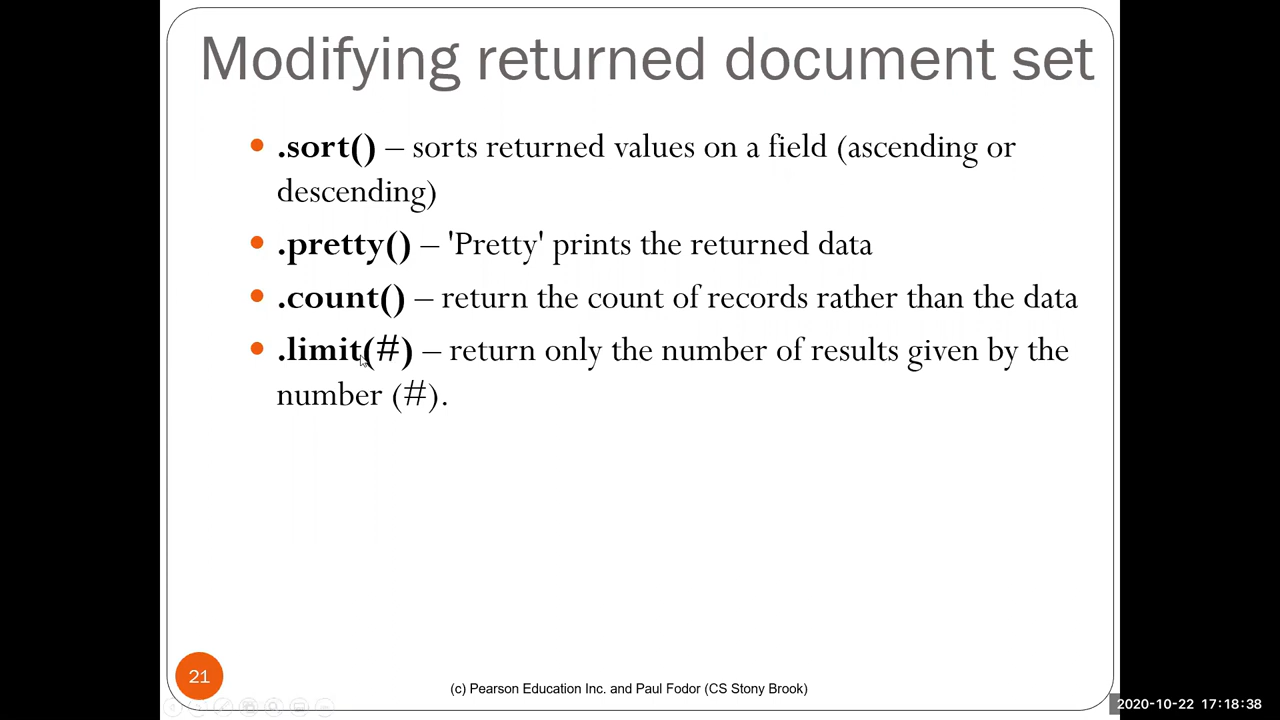 Modifying returned document set
• .sort() – sorts returned values on a field (ascending or
descending)
• .pretty() – 'Pretty' prints the returned data
• .count() – return the count of records rather than the data
• .limit(#) – return only the number of results given by the
number (#).
21
(c) Pearson Education Inc. and Paul Fodor (CS Stony Brook)
2020-10-22 17:18:38